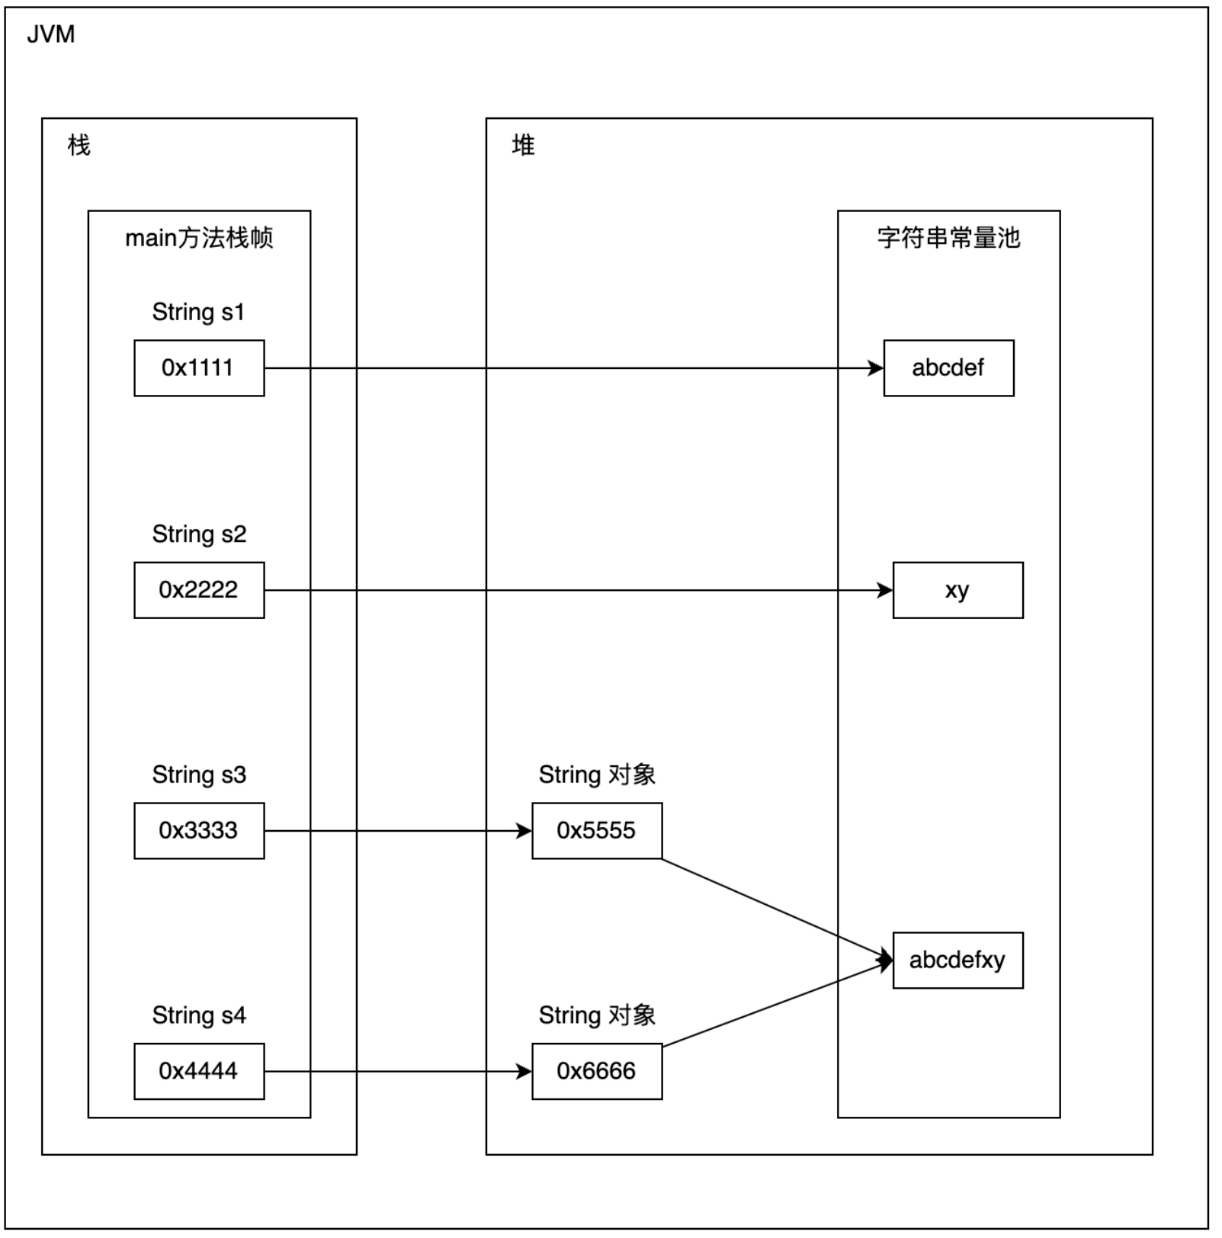 JVM
栈
堆
main方法栈帧
字符串常量池
String s1
0x1111
abcdef
String s2
0x2222
xy
String s3
String 对象
0x3333
0x5555
abcdefxy
String s4
String 对象
0x4444
0x6666